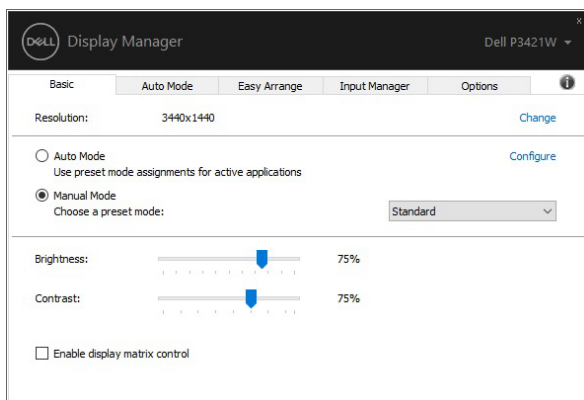 x
DELL Display Manager Dell P3421W
Basic Auto Mode Easy Arrange Input Manager Options i
Resolution: 3440x1440 Change
Auto Mode Configure
Use preset mode assignments for active applications
Manual Mode
Choose a preset mode: Standard
Brightness: 75%
Contrast: 75%
Enable display matrix control